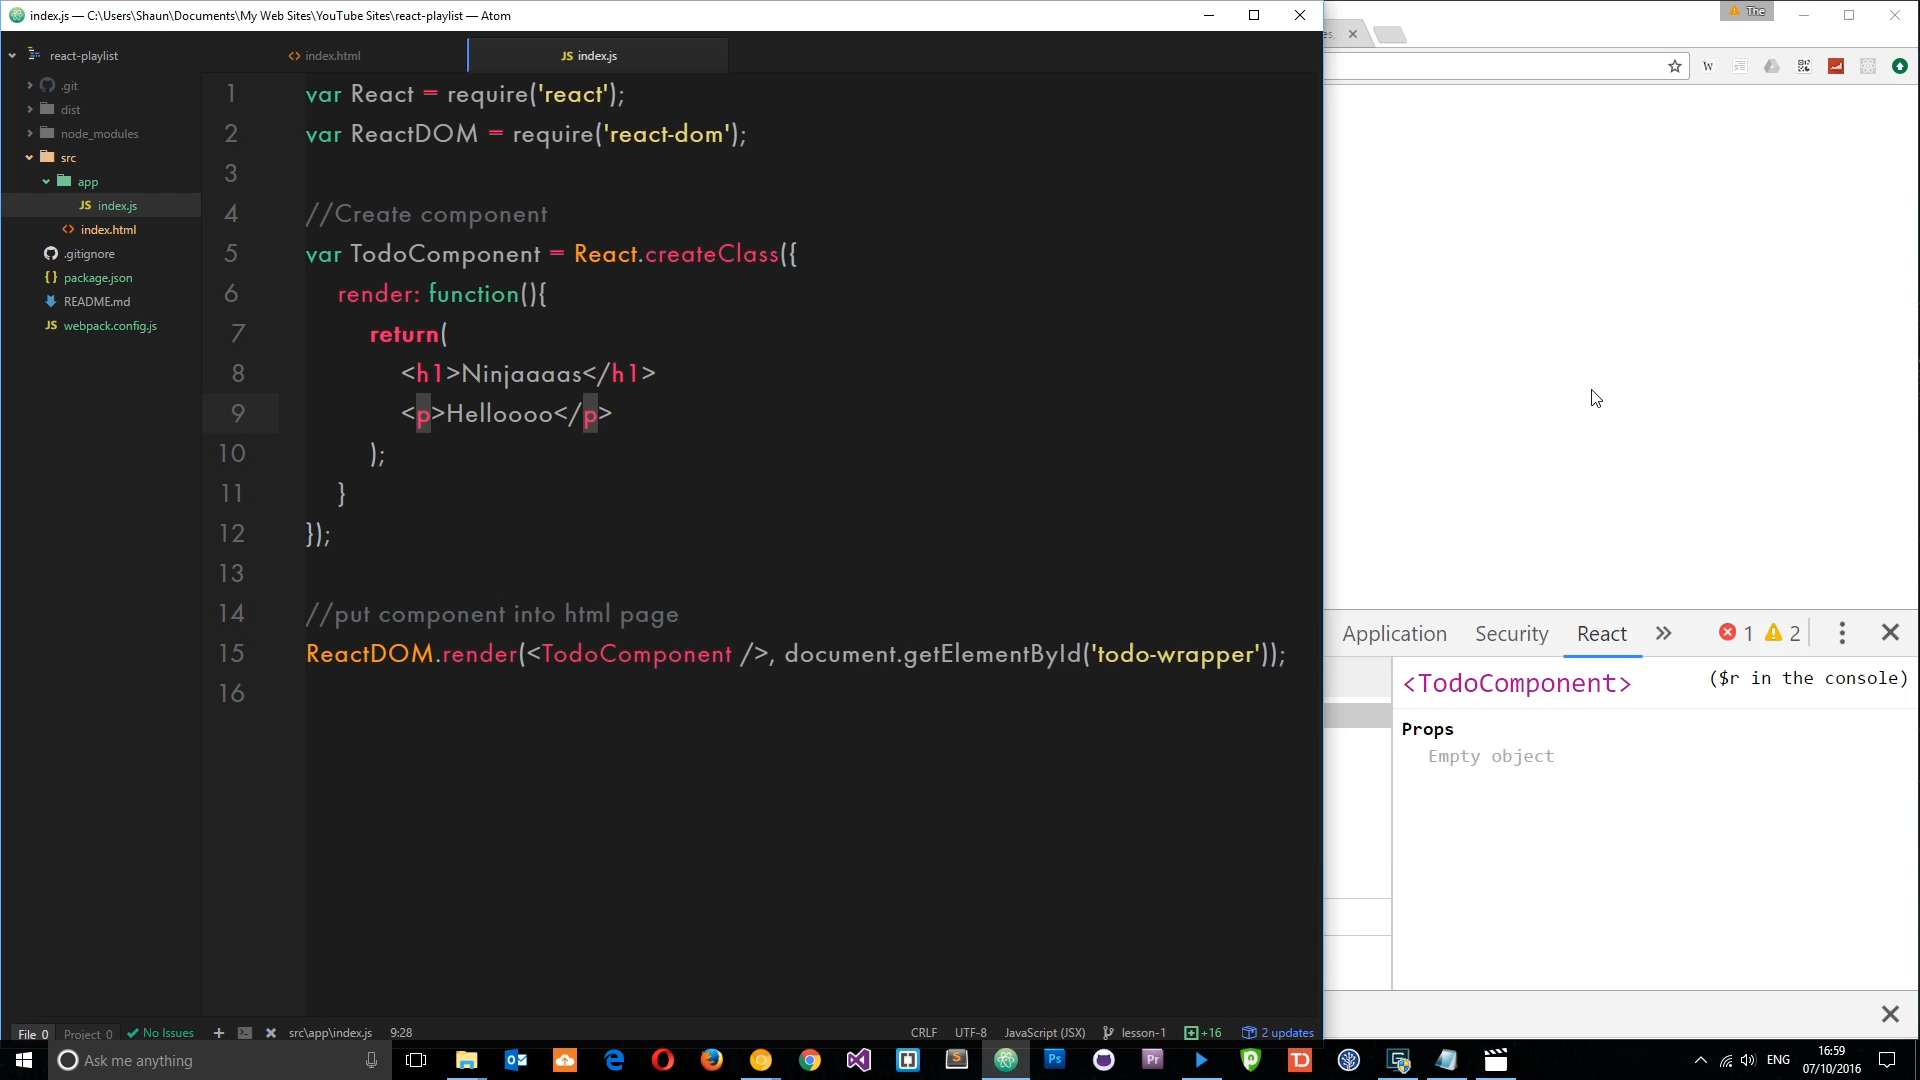 index.js — C:\Users\Shaun\Documents\My Web Sites\YouTube Sites\react-playlist — Atom
The
react-playlist
index.html
JS index.js
.git
dist
node_modules
src
app
JS index.js
index.html
.gitignore
package.json
README.md
JS webpack.config.js
1 var React = require('react');
2 var ReactDOM = require('react-dom');
3
4 //Create component
5 var TodoComponent = React.createClass({
6 render: function(){
7 return(
8 <h1>Ninjaaaas</h1>
9 <p>Helloooo</p>
10 );
11 }
12 });
13
14 //put component into html page
15 ReactDOM.render(<TodoComponent />, document.getElementById('todo-wrapper'));
16
W
Application Security React 1 2
<TodoComponent> ($r in the console)
Props
Empty object
File 0 Project 0 No Issues src\app\index.js 9:28 CRLF UTF-8 JavaScript (JSX) lesson-1 +16 2 updates
Ask me anything
ENG
16:59
07/10/2016